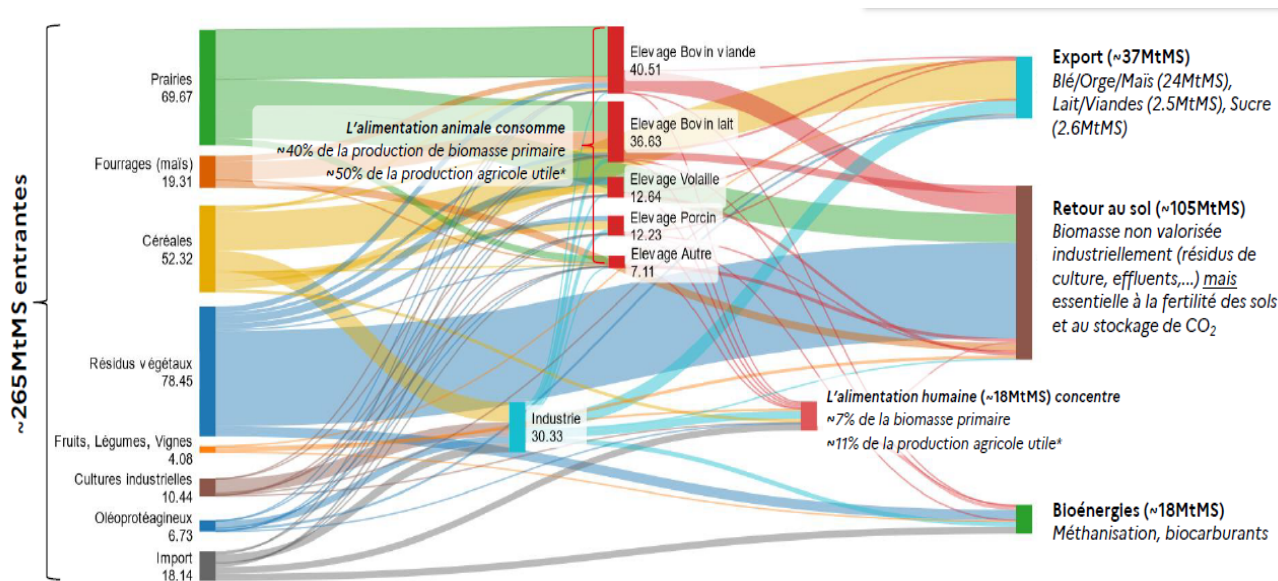 ~265MtMS entrantes
Prairies
69.67
Fourrages (maïs)
19.31
Céréales
52.32
Résidus végétaux
78.45
Fruits, Légumes, Vignes
4.08
Cultures industrielles
10.44
Oléoprotéagineux
6.73
Import
18.14
L'alimentation animale consomme
~40% de la production de biomasse primaire
~50% de la production agricole utile*
Elevage Bovin viande
40.51
Elevage Bovin lait
36.63
Elevage Volaille
12.64
Elevage Porcin
12.23
Elevage Autre
7.11
Industrie
30.33
L'alimentation humaine (~18MtMS) concentre
~7% de la biomasse primaire
~11% de la production agricole utile*
Export (~37MtMS)
Blé/Orge/Maïs (24MtMS),
Lait/Viandes (2.5MtMS), Sucre
(2.6MtMS)
Retour au sol (~105MtMS)
Biomasse non valorisée
industriellement (résidus de
culture, effluents,...) mais
essentielle à la fertilité des sols
et au stockage de CO₂
Bioénergies (~18MtMS)
Méthanisation, biocarburants